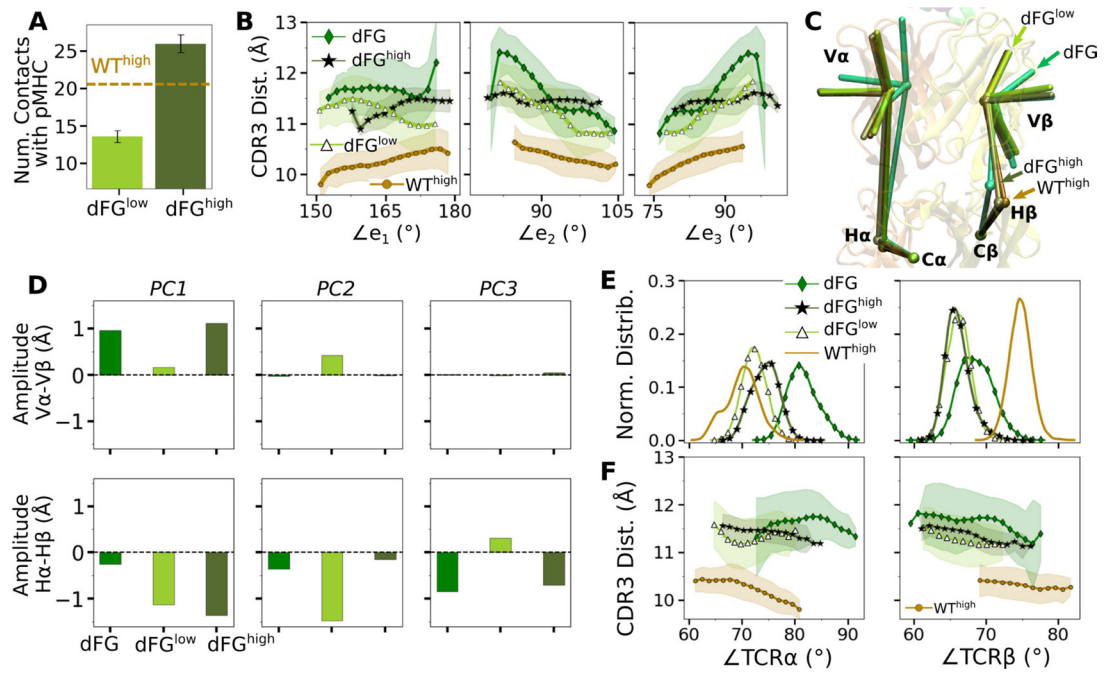 A
Num. Contacts
with pMHC
25
20
15
10
WT^high
dFG^low
dFG^high
B
CDR3 Dist. (Å)
13
12
11
10
dFG
dFG^high
dFG^low
WT^high
150 165 180
∠e₁ (°)
90 105
∠e₂ (°)
75 90
∠e₃ (°)
C
dFG^low
dFG
Vα
Vβ
dFG^high
WT^high
Hα
Hβ
Cα
Cβ
D
PC1 PC2 PC3
Amplitude
Vα-Vβ (Å)
1
0
−1
Amplitude
Hα-Hβ (Å)
1
0
−1
dFG dFG^low dFG^high
E
Norm. Distrib.
0.3
0.2
0.1
0.0
dFG
dFG^high
dFG^low
WT^high
F
CDR3 Dist. (Å)
13
12
11
10
WT^high
60 70 80 90
∠TCRα (°)
60 70 80
∠TCRβ (°)